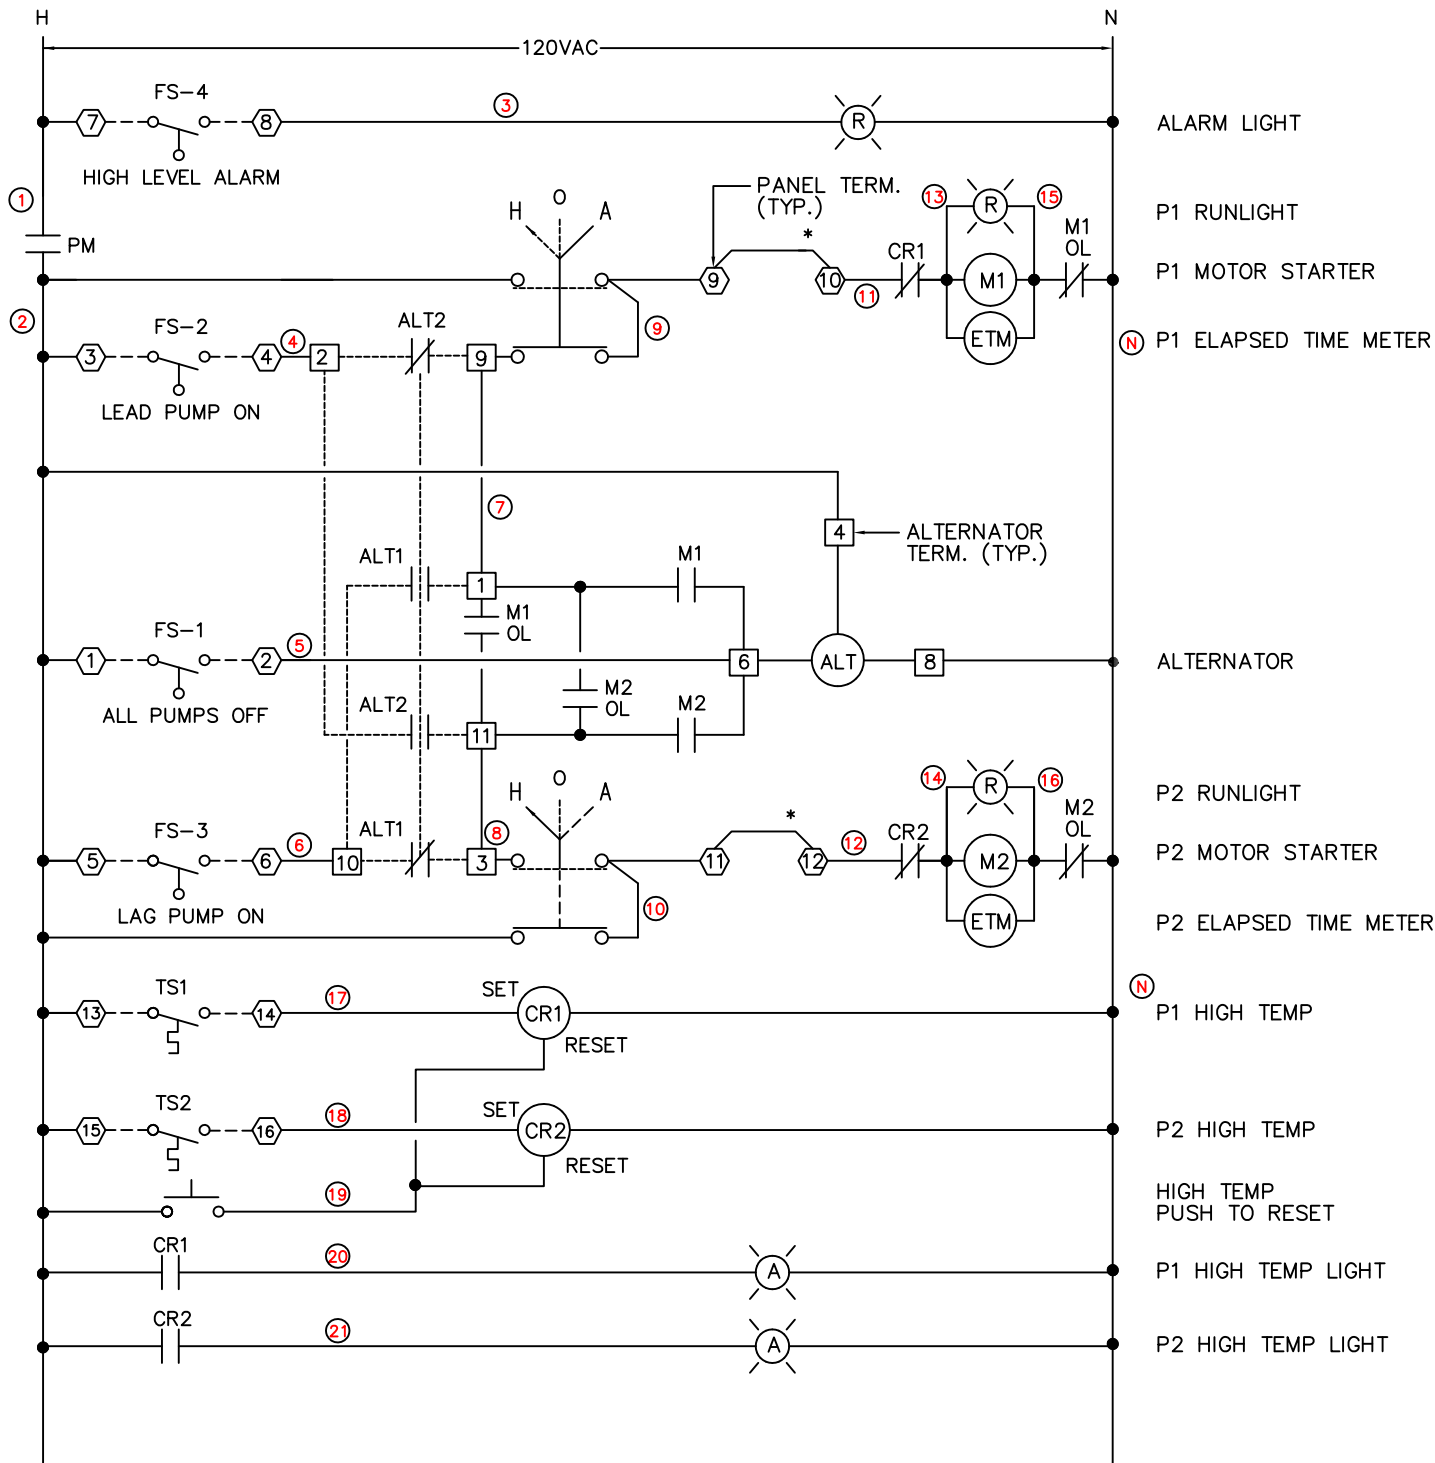 H N
120VAC
FS-4
7 8 3 R ALARM LIGHT
HIGH LEVEL ALARM
1
PM
H O A
PANEL TERM.
(TYP.)
*
13 R 15 P1 RUNLIGHT
M1
OL
CR1
9 10 11 M1 P1 MOTOR STARTER
2
FS-2
ALT2
9
3 4 4 2 9 ETM N P1 ELAPSED TIME METER
LEAD PUMP ON
7
4 ALTERNATOR
TERM. (TYP.)
ALT1 M1
1
M1
OL
FS-1
1 2 5 6 ALT 8 ALTERNATOR
ALL PUMPS OFF
M2
OL
ALT2 M2
11
H O A
*
14 R 16 P2 RUNLIGHT
M2
OL
FS-3 ALT1 8 CR2
5 6 6 10 3 11 12 12 M2 P2 MOTOR STARTER
LAG PUMP ON
10
ETM P2 ELAPSED TIME METER
N
TS1 17 SET
13 14 CR1 P1 HIGH TEMP
RESET
TS2 18 SET
15 16 CR2 P2 HIGH TEMP
RESET
19 HIGH TEMP
PUSH TO RESET
CR1 20 A P1 HIGH TEMP LIGHT
CR2 21 A P2 HIGH TEMP LIGHT